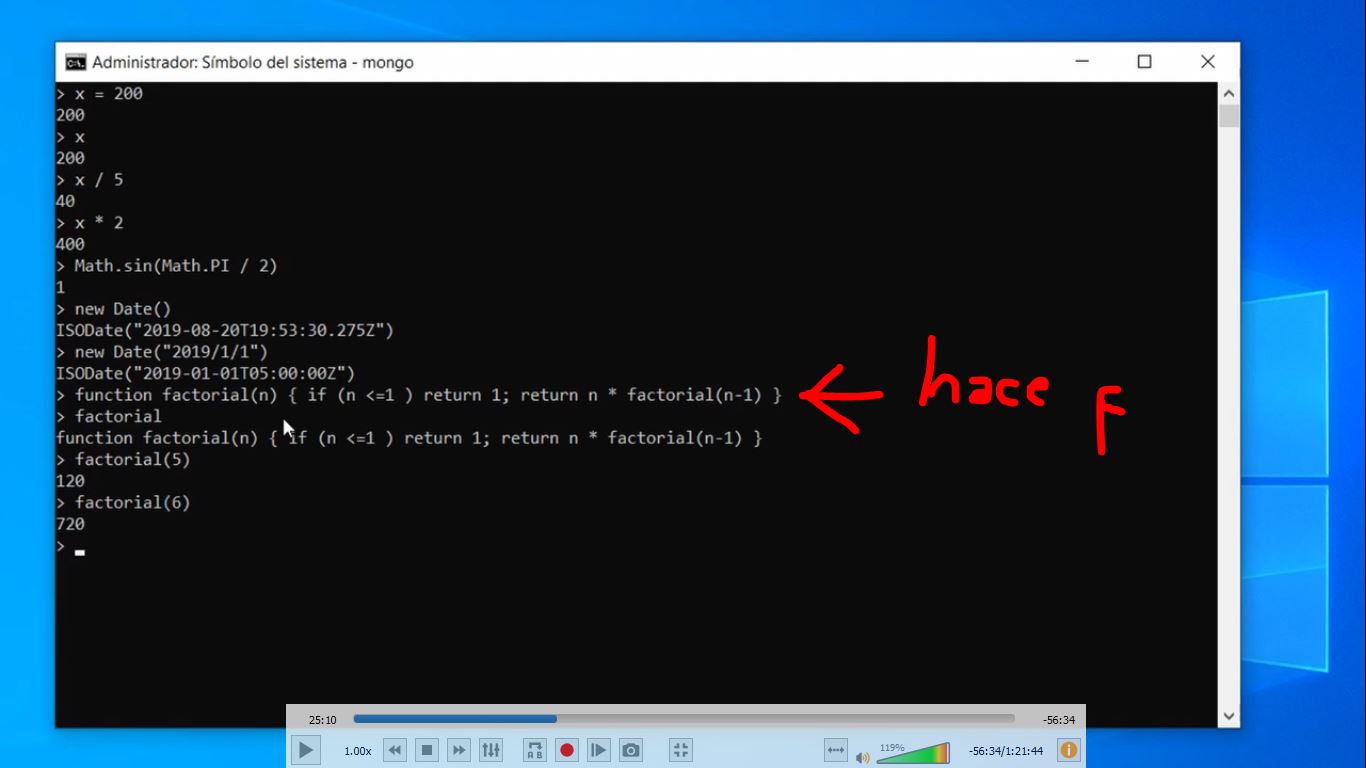 Administrador: Símbolo del sistema - mongo
> x = 200
200
> x
200
> x / 5
40
> x * 2
400
> Math.sin(Math.PI / 2)
1
> new Date()
ISODate("2019-08-20T19:53:30.275Z")
> new Date("2019/1/1")
ISODate("2019-01-01T05:00:00Z")
> function factorial(n) { if (n <=1 ) return 1; return n * factorial(n-1) }
hace F
> factorial
function factorial(n) { if (n <=1 ) return 1; return n * factorial(n-1) }
> factorial(5)
120
> factorial(6)
720
>
25:10 -56:34
1.00x A B 119% -56:34/1:21:44